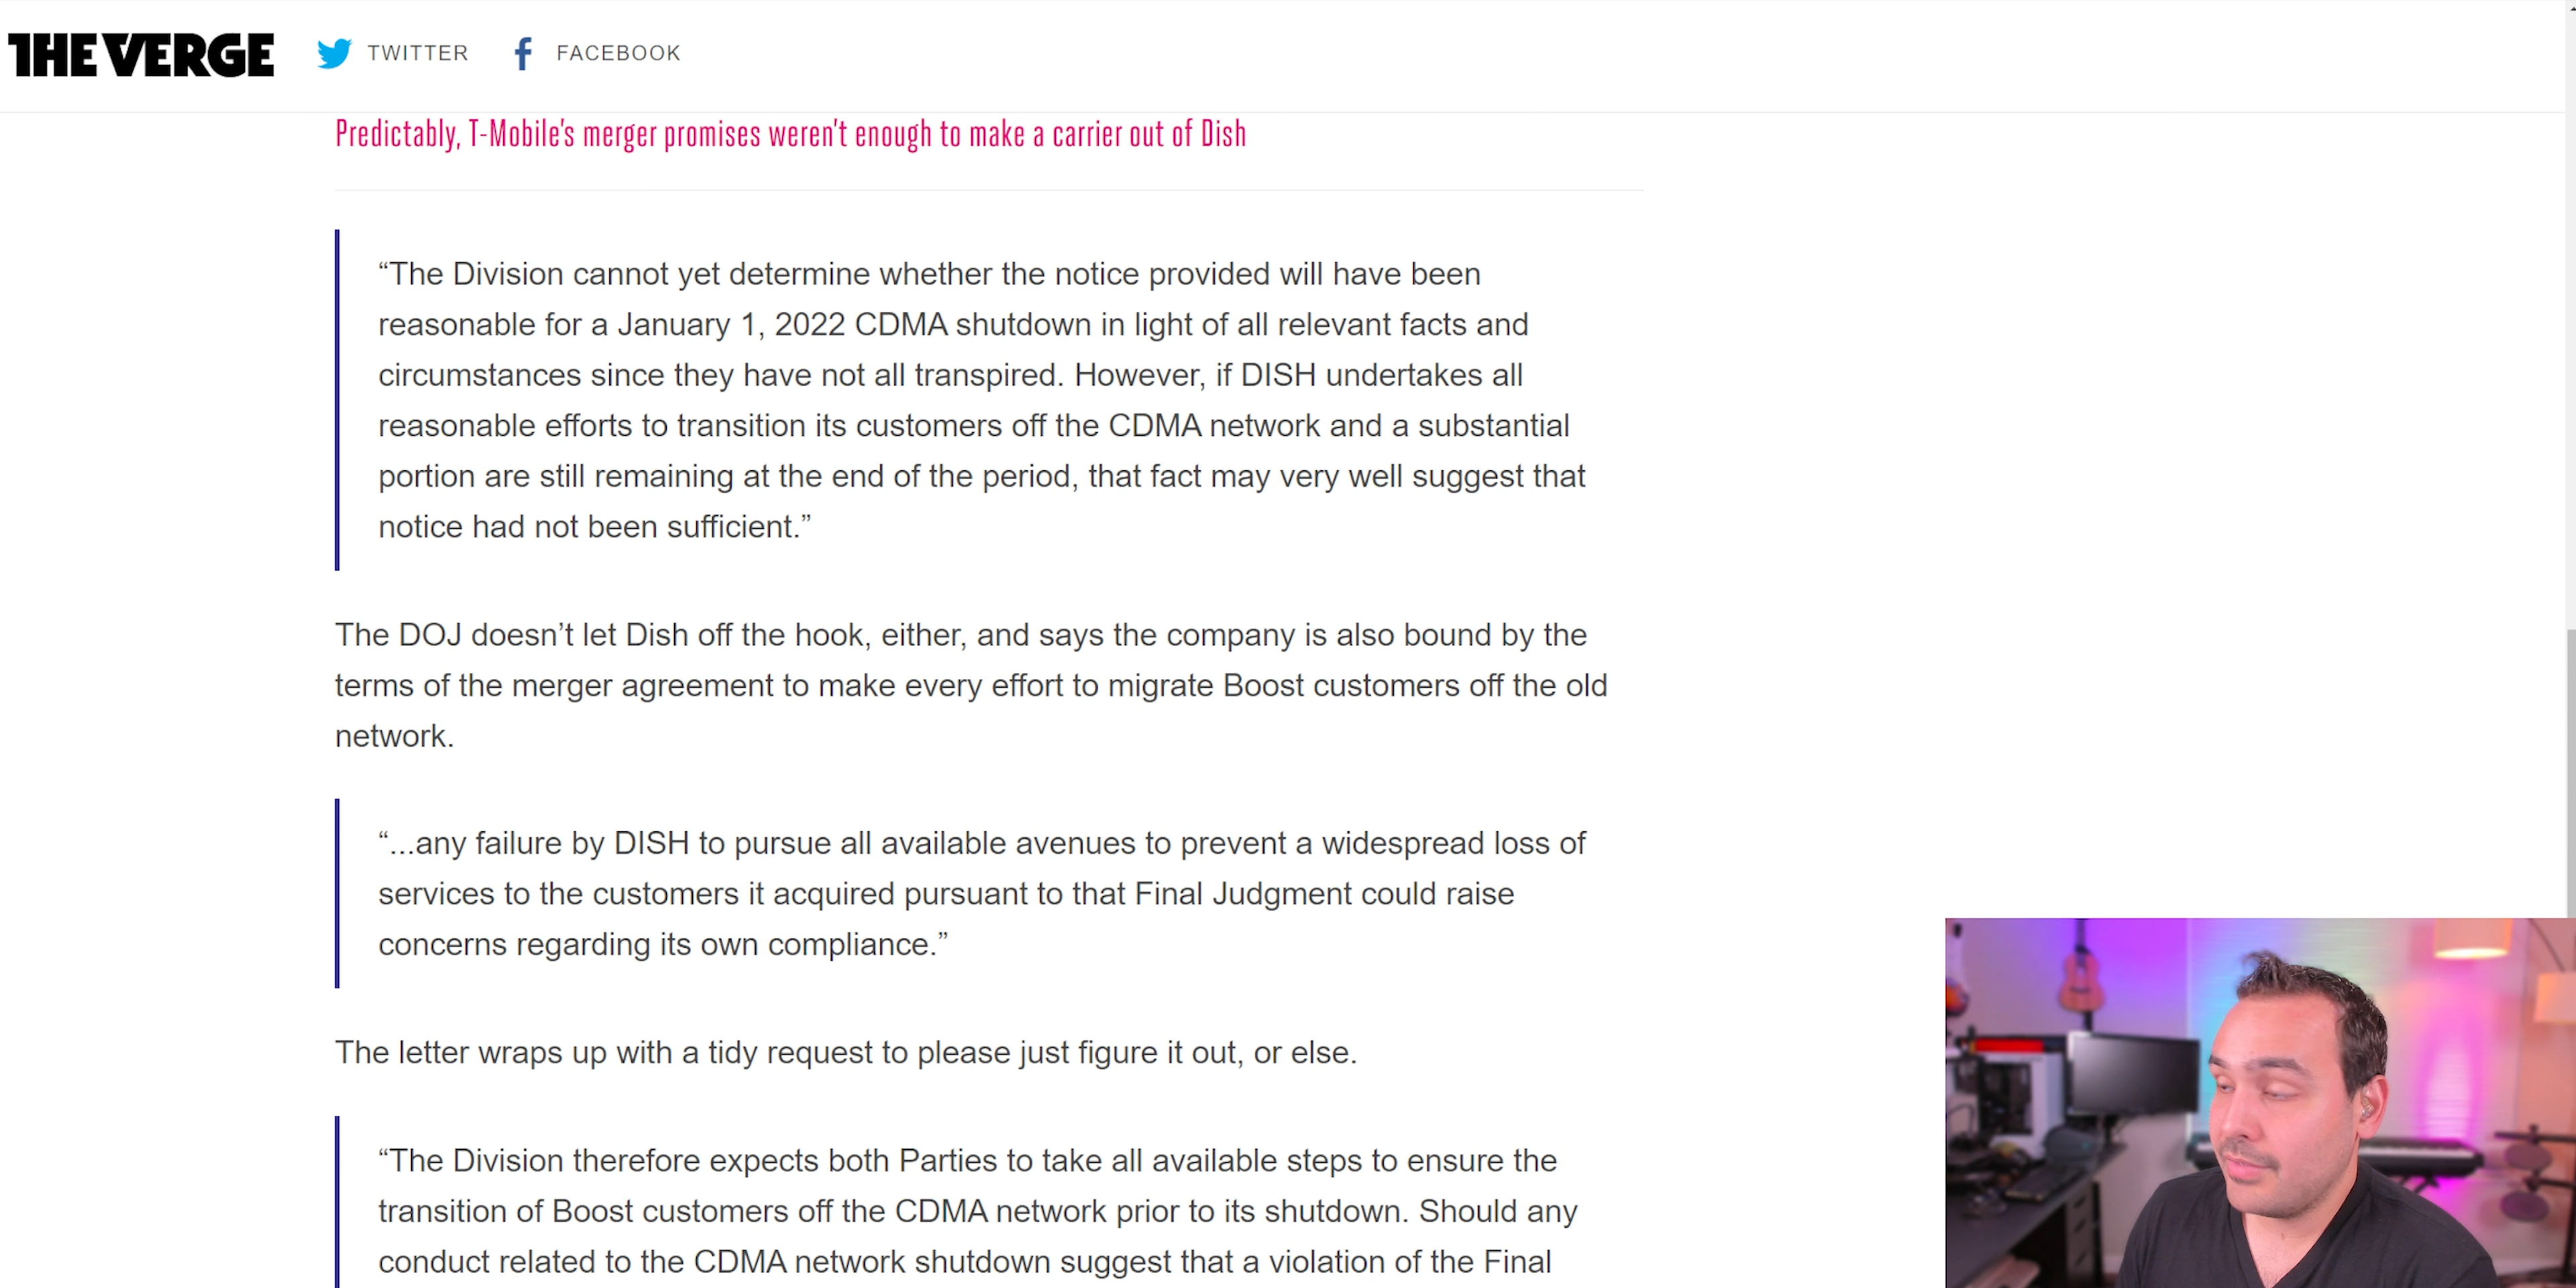 THE VERGE TWITTER FACEBOOK
Predictably, T-Mobile's merger promises weren't enough to make a carrier out of Dish
“The Division cannot yet determine whether the notice provided will have been
reasonable for a January 1, 2022 CDMA shutdown in light of all relevant facts and
circumstances since they have not all transpired. However, if DISH undertakes all
reasonable efforts to transition its customers off the CDMA network and a substantial
portion are still remaining at the end of the period, that fact may very well suggest that
notice had not been sufficient.”
The DOJ doesn’t let Dish off the hook, either, and says the company is also bound by the
terms of the merger agreement to make every effort to migrate Boost customers off the old
network.
“...any failure by DISH to pursue all available avenues to prevent a widespread loss of
services to the customers it acquired pursuant to that Final Judgment could raise
concerns regarding its own compliance.”
The letter wraps up with a tidy request to please just figure it out, or else.
“The Division therefore expects both Parties to take all available steps to ensure the
transition of Boost customers off the CDMA network prior to its shutdown. Should any
conduct related to the CDMA network shutdown suggest that a violation of the Final